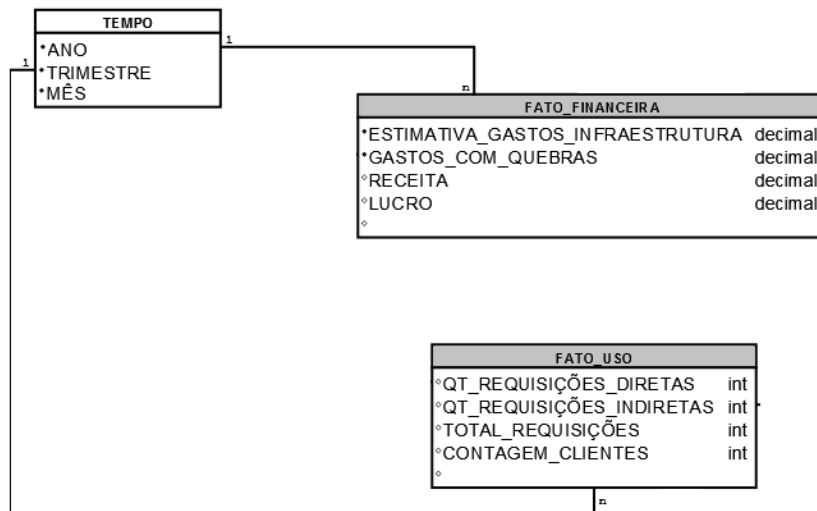 TEMPO
ANO
TRIMESTRE
MÊS
1
1
n
FATO_FINANCEIRA
ESTIMATIVA_GASTOS_INFRAESTRUTURA decimal
GASTOS_COM_QUEBRAS decimal
RECEITA decimal
LUCRO decimal
FATO_USO
QT_REQUISIÇÕES_DIRETAS int
QT_REQUISIÇÕES_INDIRETAS int
TOTAL_REQUISIÇÕES int
CONTAGEM_CLIENTES int
n